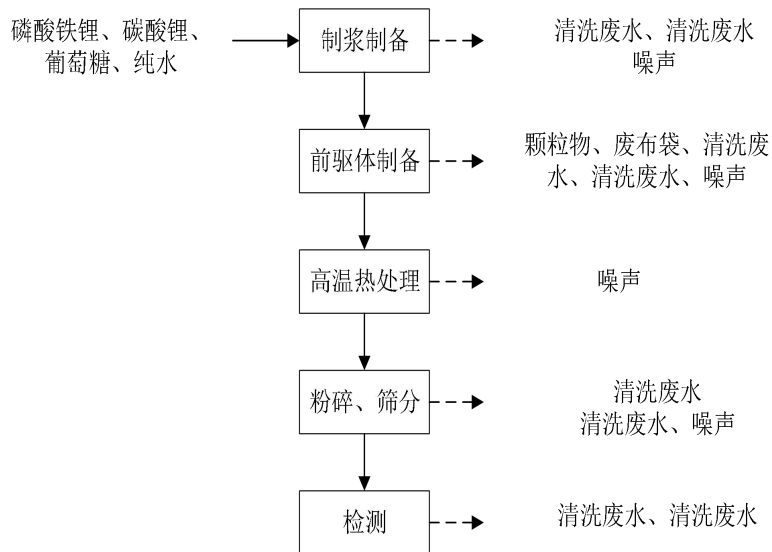 磷酸铁锂、碳酸锂、
葡萄糖、纯水
制浆制备
清洗废水、清洗废水
噪声
前驱体制备
颗粒物、废布袋、清洗废
水、清洗废水、噪声
高温热处理
噪声
粉碎、筛分
清洗废水
清洗废水、噪声
检测
清洗废水、清洗废水